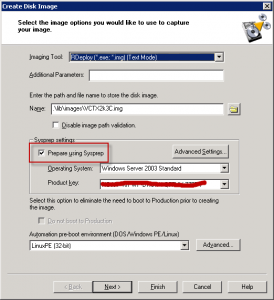 Create Disk Image
Select the image options you would like to use to capture your image.
Imaging Tool: RDeploy (*.exe; *.img) (Text Mode)
Additional Parameters:
Enter the path and file name to store the disk image.
Name: .\lib\images\VCTX2k3C.img
Disable image path validation.
Sysprep settings
Prepare using Sysprep
Advanced Settings...
Operating System: Windows Server 2003 Standard
Product Key:
Select this option to eliminate the need to boot to Production prior to creating the image.
Do not boot to Production
Automation pre-boot environment (DOS/Windows PE/Linux)
LinuxPE (32-bit)
Advanced...
< Back
Next >
Finish
Cancel
Help